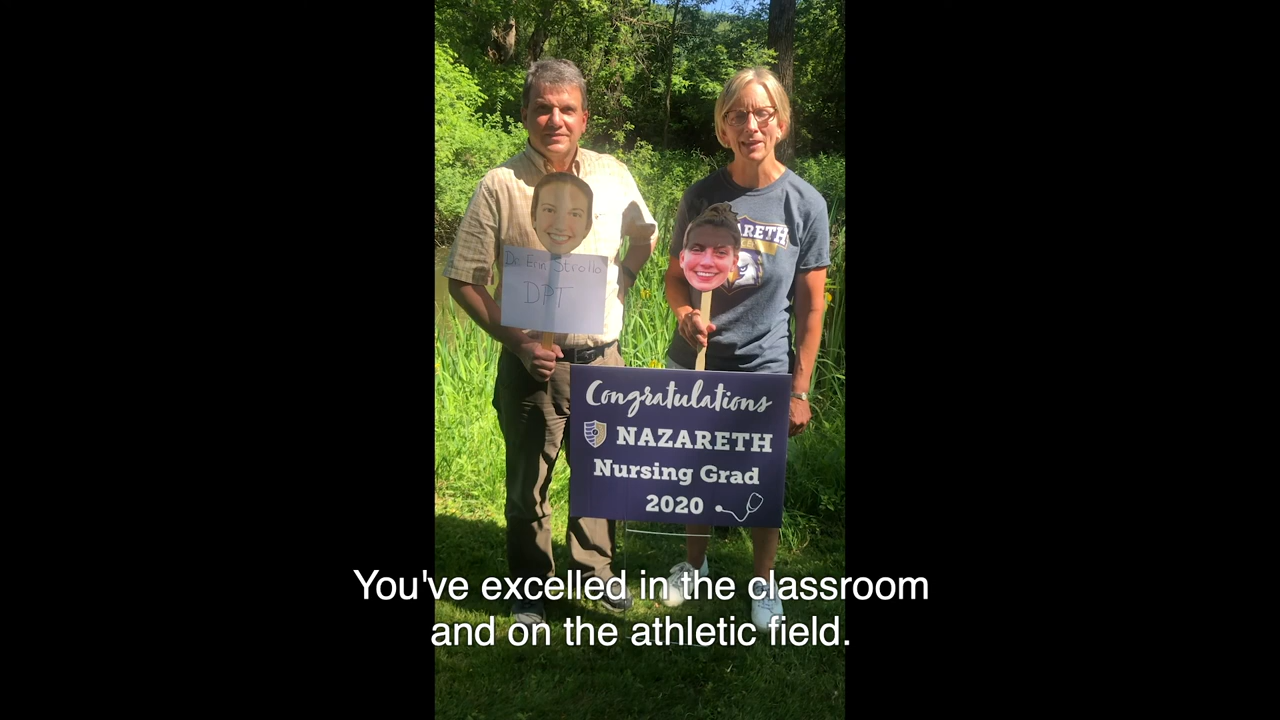 Dr. Erin Strollo
DPT
ARETH
Congratulations
NAZARETH
Nursing Grad
2020
You've excelled in the classroom
and on the athletic field.